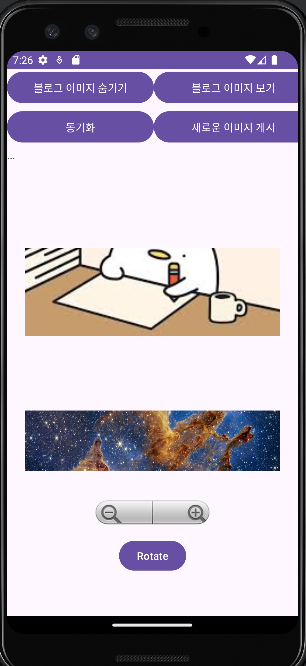 7:26
블로그 이미지 숨기기
블로그 이미지 보기
동기화
새로운 이미지 게시
...
Rotate